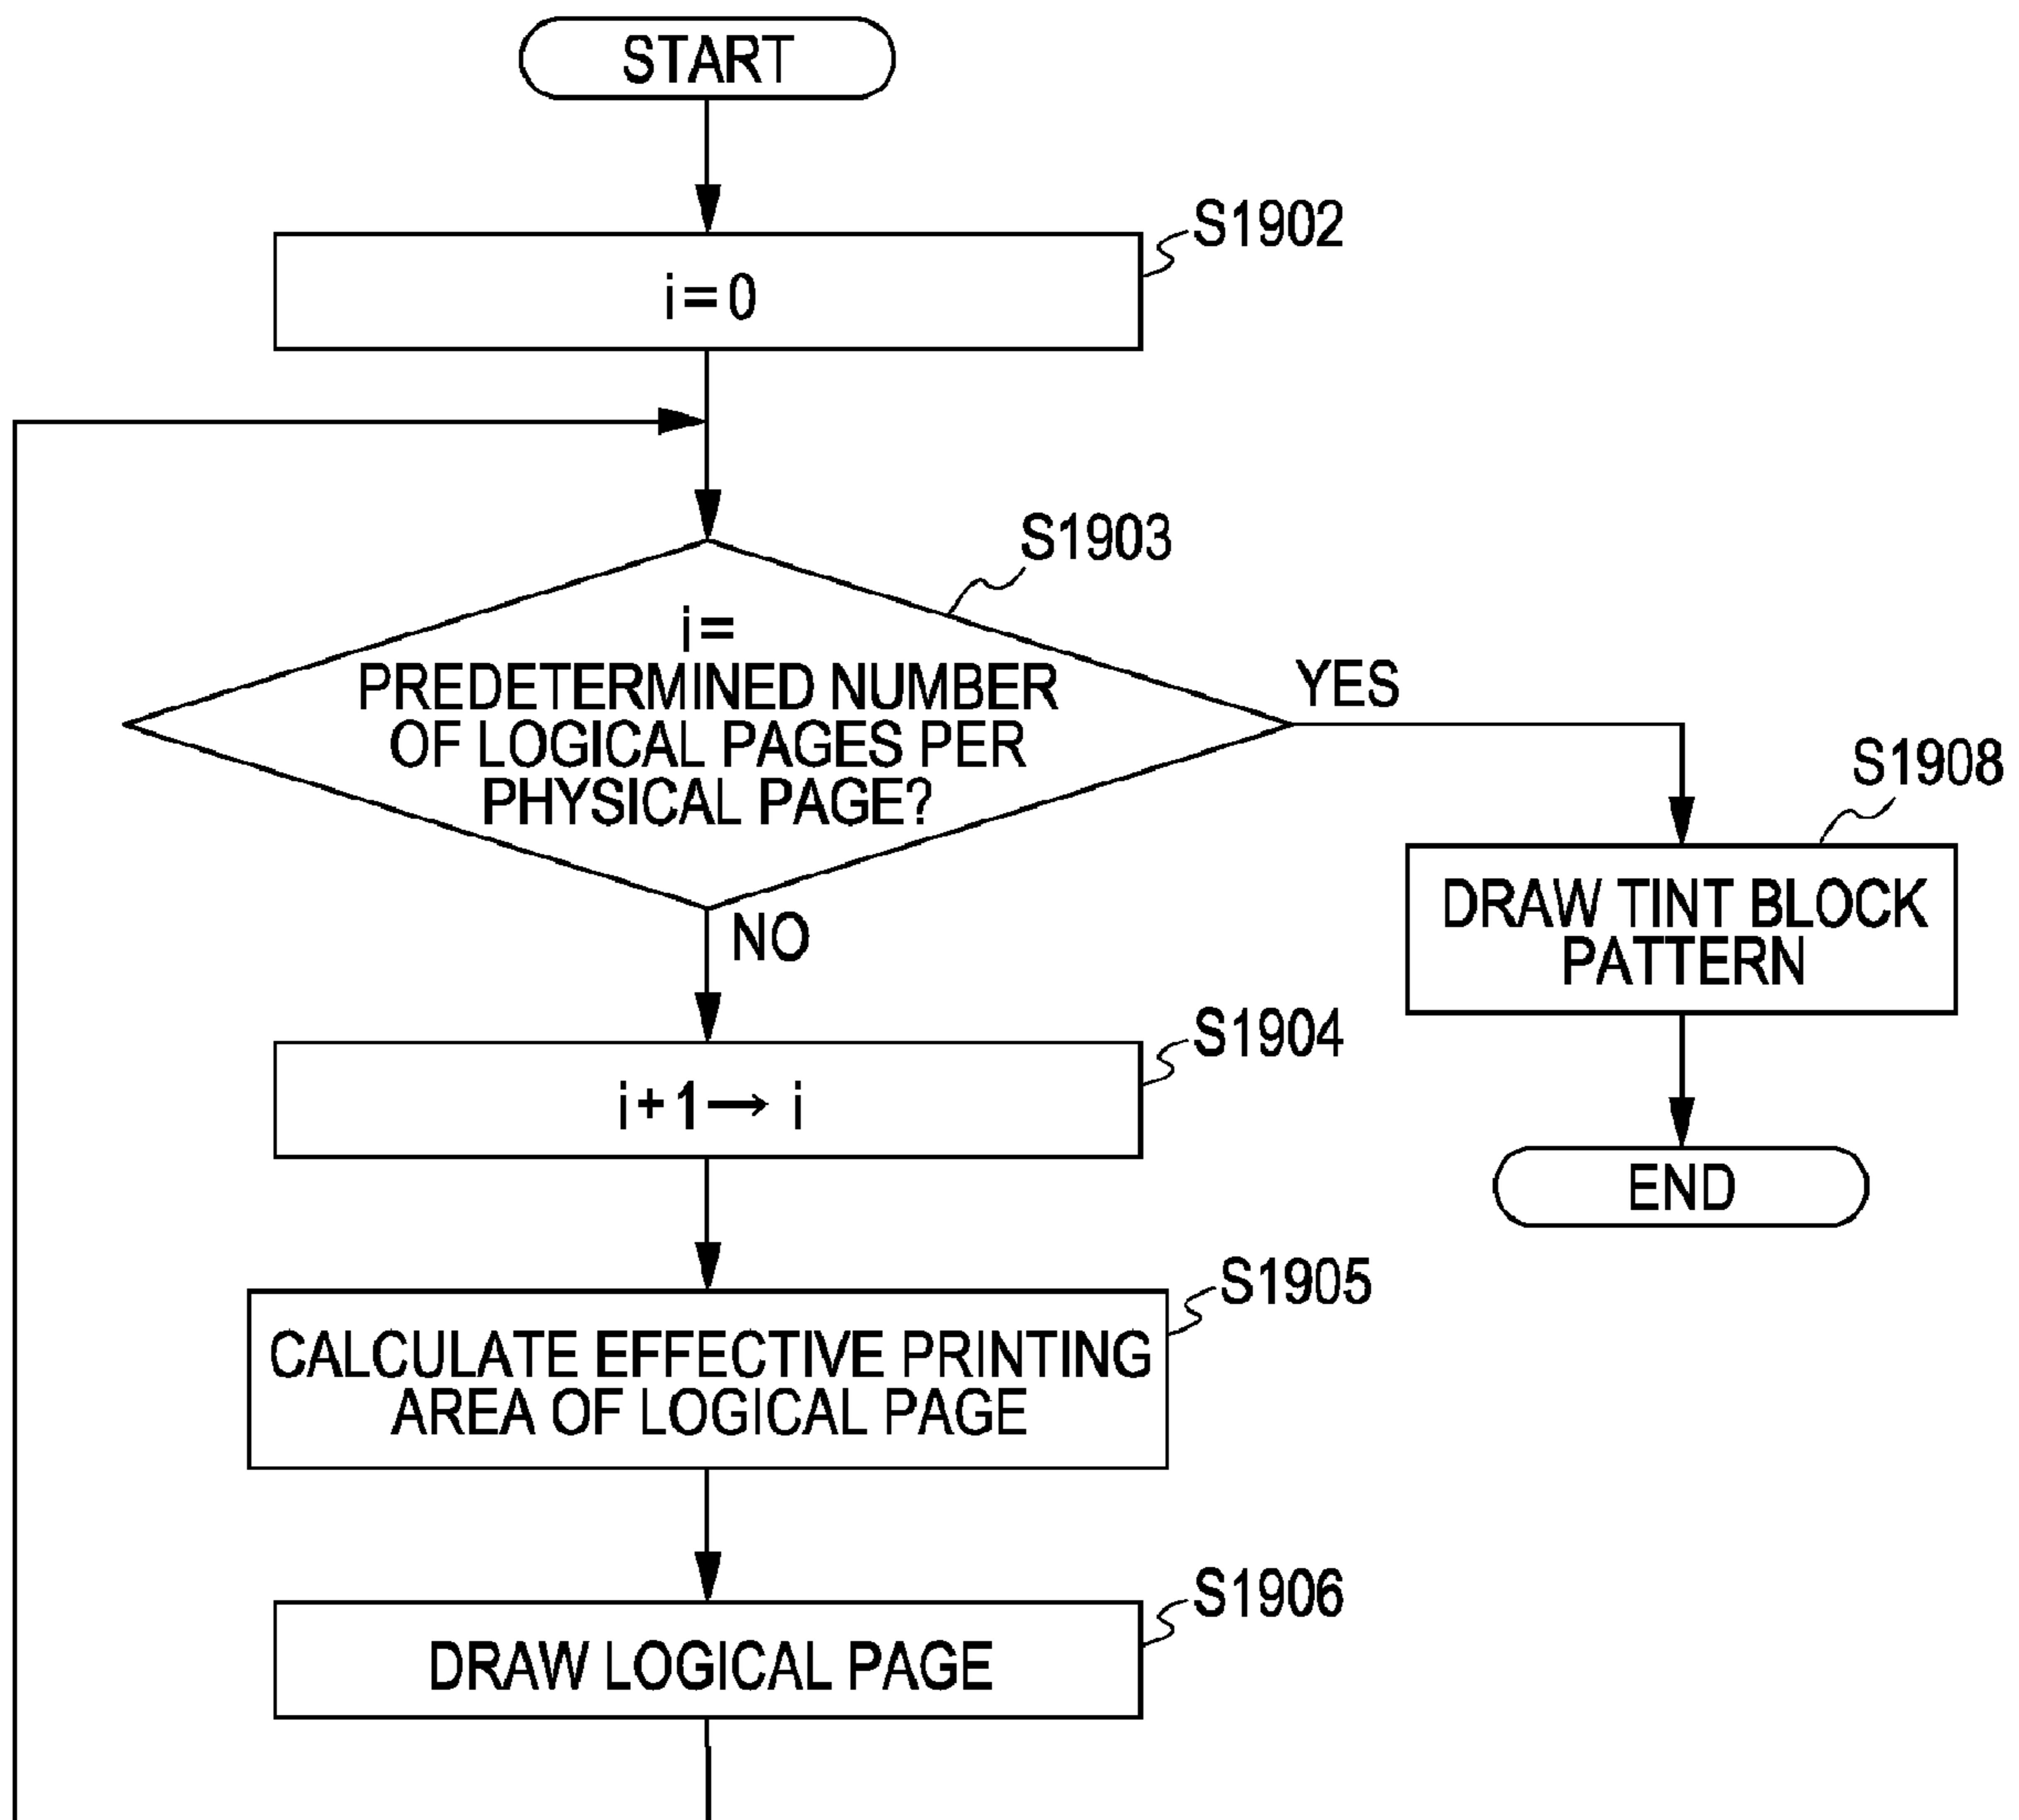 START
S1902
i=0
S1903
i=
PREDETERMINED NUMBER
OF LOGICAL PAGES PER
PHYSICAL PAGE?
YES
NO
S1908
DRAW TINT BLOCK
PATTERN
END
S1904
i+1→ i
S1905
CALCULATE EFFECTIVE PRINTING
AREA OF LOGICAL PAGE
S1906
DRAW LOGICAL PAGE